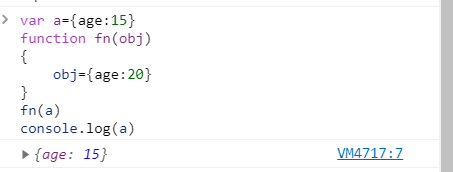 > var a={age:15}
function fn(obj)
{
    obj={age:20}
}
fn(a)
console.log(a)
▶ {age: 15} VM4717:7